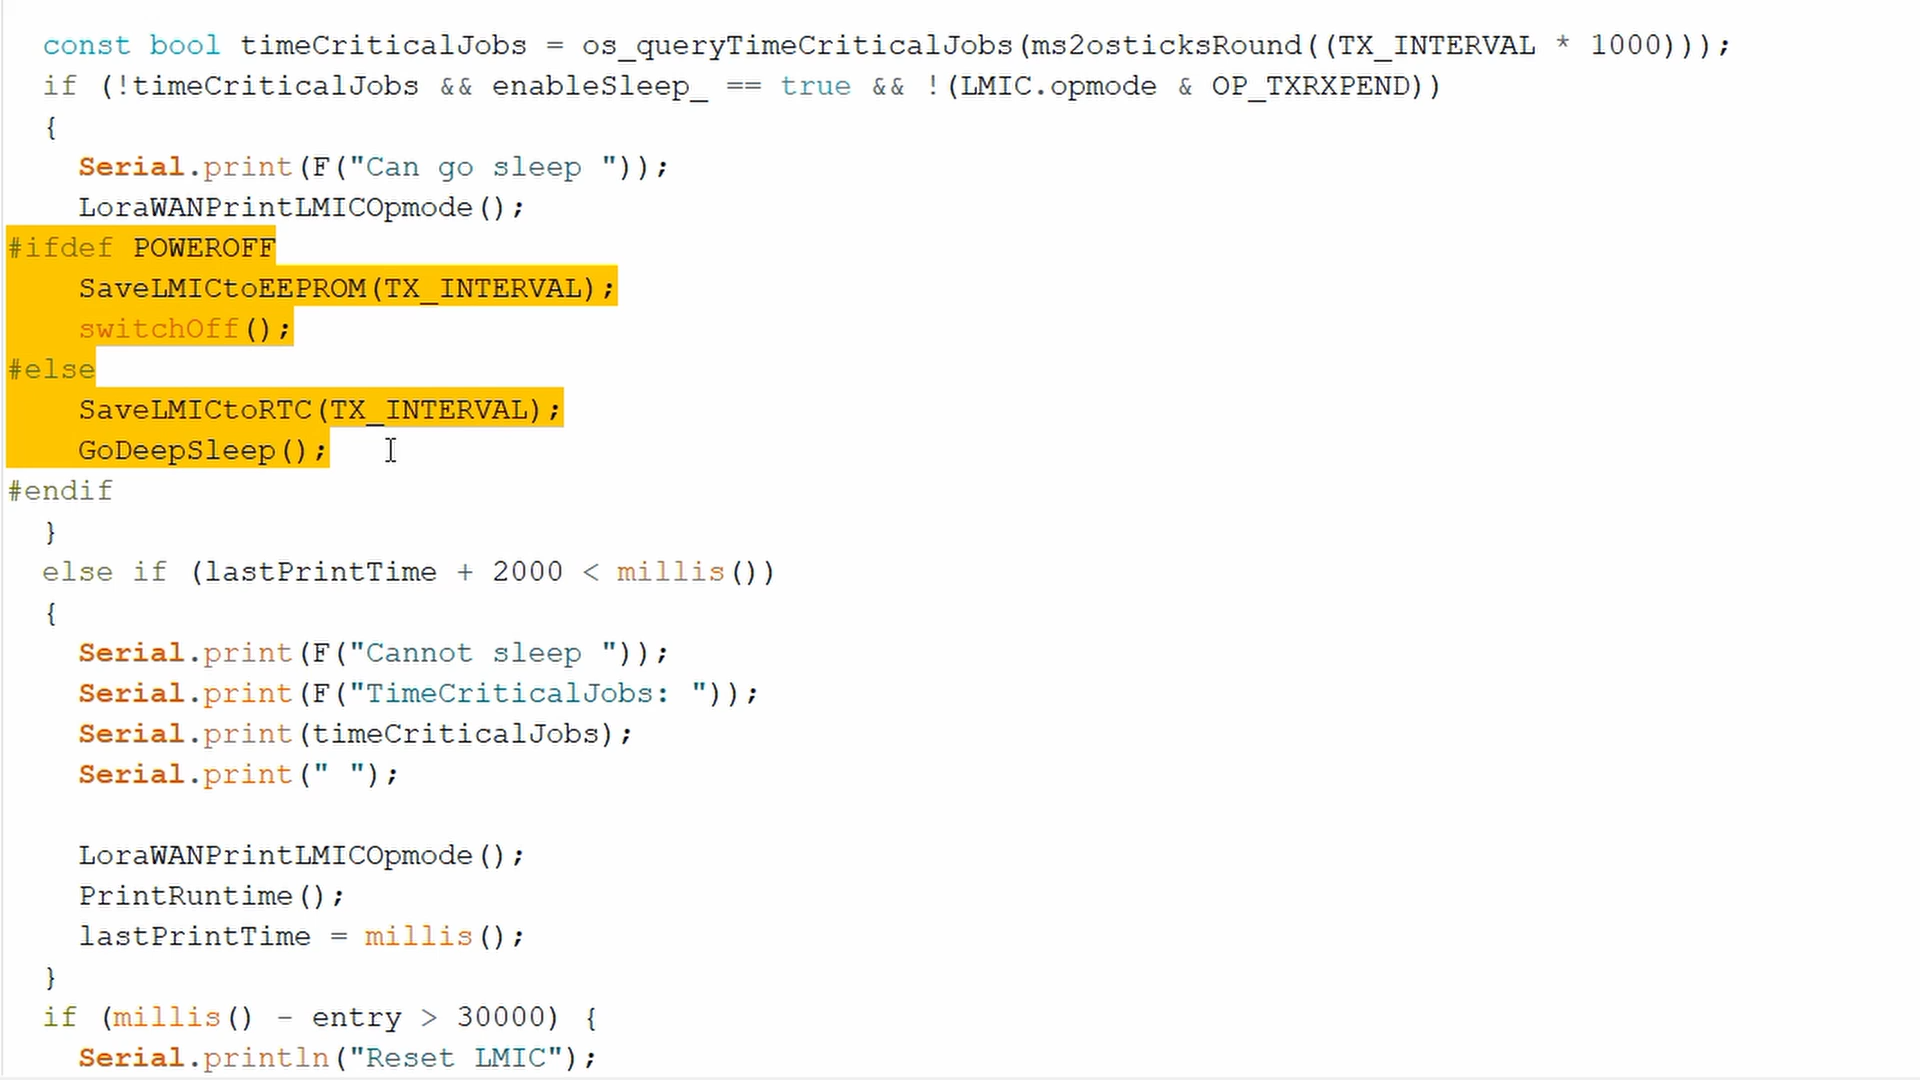 const bool timeCriticalJobs = os_queryTimeCriticalJobs(ms2osticksRound((TX_INTERVAL * 1000)));
if (!timeCriticalJobs && enableSleep_ == true && !(LMIC.opmode & OP_TXRXPEND))
{
Serial.print(F("Can go sleep "));
LoraWANPrintLMICOpmode();
#ifdef POWEROFF
SaveLMICtoEEPROM(TX_INTERVAL);
switchOff();
#else
SaveLMICtoRTC(TX_INTERVAL);
GoDeepSleep();
#endif
}
else if (lastPrintTime + 2000 < millis())
{
Serial.print(F("Cannot sleep "));
Serial.print(F("TimeCriticalJobs: "));
Serial.print(timeCriticalJobs);
Serial.print(" ");
LoraWANPrintLMICOpmode();
PrintRuntime();
lastPrintTime = millis();
}
if (millis() - entry > 30000) {
Serial.println("Reset LMIC");